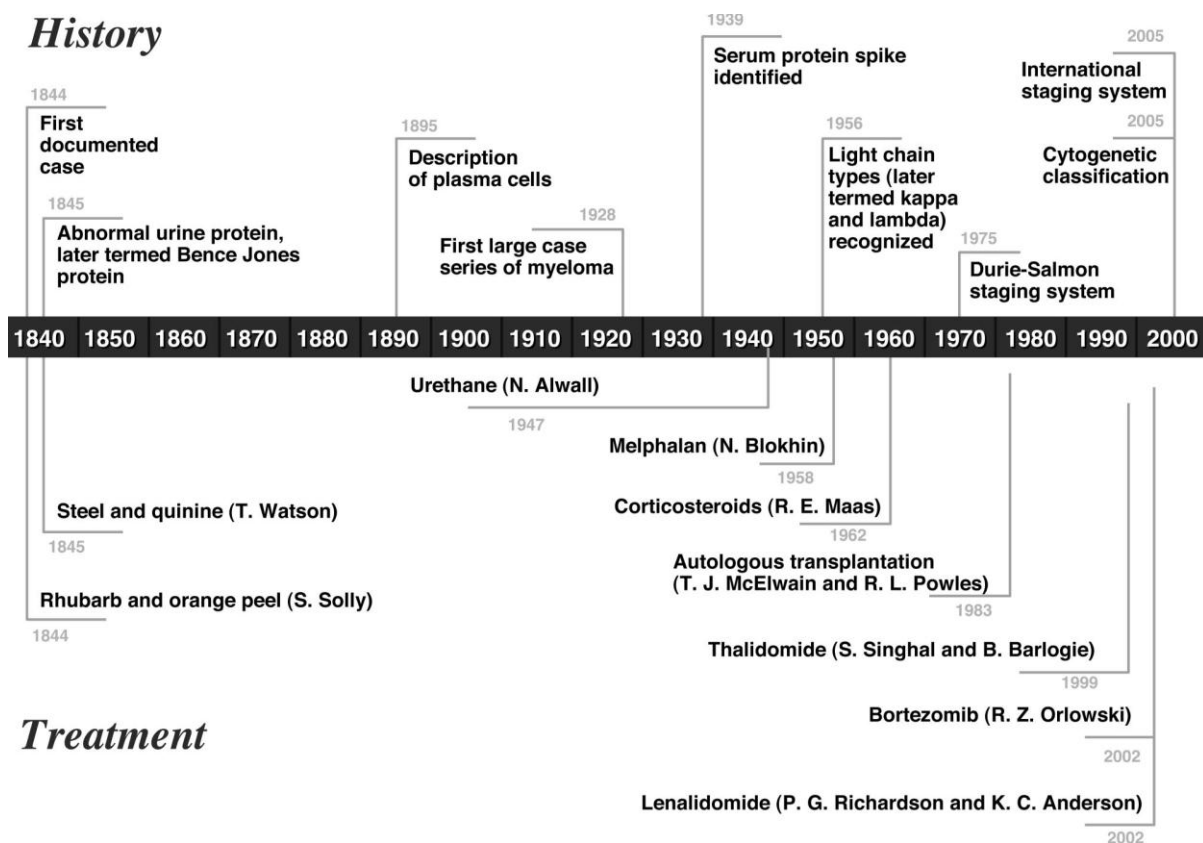 History
1844
First
documented
case
1845
Abnormal urine protein,
later termed Bence Jones
protein
1895
Description
of plasma cells
1928
First large case
series of myeloma
1939
Serum protein spike
identified
1956
Light chain
types (later
termed kappa
and lambda)
recognized
1975
Durie-Salmon
staging system
2005
International
staging system
2005
Cytogenetic
classification
1840 1850 1860 1870 1880 1890 1900 1910 1920 1930 1940 1950 1960 1970 1980 1990 2000
Urethane (N. Alwall)
1947
Melphalan (N. Blokhin)
1958
Steel and quinine (T. Watson)
1845
Corticosteroids (R. E. Maas)
1962
Autologous transplantation
(T. J. McElwain and R. L. Powles)
1983
Rhubarb and orange peel (S. Solly)
1844
Thalidomide (S. Singhal and B. Barlogie)
1999
Bortezomib (R. Z. Orlowski)
2002
Lenalidomide (P. G. Richardson and K. C. Anderson)
2002
Treatment